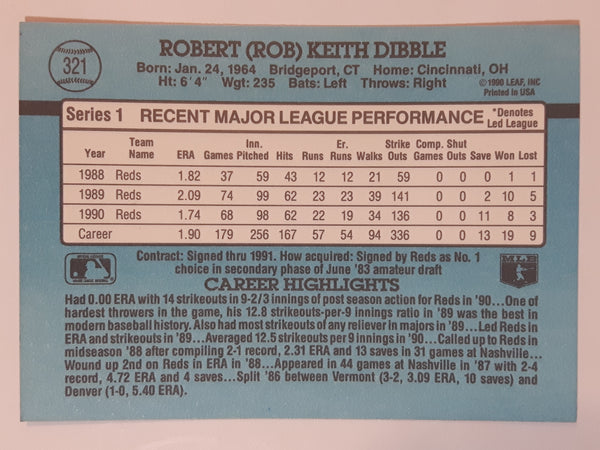 321
ROBERT (ROB) KEITH DIBBLE
Born: Jan. 24, 1964 Bridgeport, CT Home: Cincinnati, OH
Ht: 6'4" Wgt: 235 Bats: Left Throws: Right
© 1990 LEAF, INC
Printed in USA
Series 1 RECENT MAJOR LEAGUE PERFORMANCE *Denotes Led League
Year Team Name ERA Games Inn. Pitched Hits Runs Er. Runs Walks Strike Outs Comp. Games Shut Outs Save Won Lost
1988 Reds 1.82 37 59 43 12 12 21 59 0 0 0 1 1
1989 Reds 2.09 74 99 62 23 23 39 141 0 0 2 10 5
1990 Reds 1.74 68 98 62 22 19 34 136 0 0 11 8 3
Career 1.90 179 256 167 57 54 94 336 0 0 13 19 9
Contract: Signed thru 1991. How acquired: Signed by Reds as No. 1
choice in secondary phase of June '83 amateur draft
MLB
CAREER HIGHLIGHTS
Had 0.00 ERA with 14 strikeouts in 9-2/3 innings of post season action for Reds in '90...One of
hardest throwers in the game, his 12.8 strikeouts-per-9 innings ratio in '89 was the best in
modern baseball history. Also had most strikeouts of any reliever in majors in '89...Led Reds in
ERA and strikeouts in '89...Averaged 12.5 strikeouts per 9 innings in '90...Called up to Reds in
midseason '88 after compiling 2-1 record, 2.31 ERA and 13 saves in 31 games at Nashville...
Wound up 2nd on Reds in ERA in '88...Appeared in 44 games at Nashville in '87 with 2-4
record, 4.72 ERA and 4 saves...Split '86 between Vermont (3-2, 3.09 ERA, 10 saves) and
Denver (1-0, 5.40 ERA).